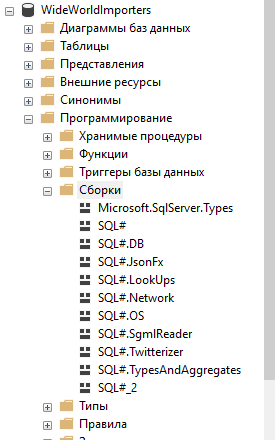 WideWorldImporters
Диаграммы баз данных
Таблицы
Представления
Внешние ресурсы
Синонимы
Программирование
Хранимые процедуры
Функции
Триггеры базы данных
Сборки
Microsoft.SqlServer.Types
SQL#
SQL#.DB
SQL#.JsonFx
SQL#.LookUps
SQL#.Network
SQL#.OS
SQL#.SgmlReader
SQL#.Twitterizer
SQL#.TypesAndAggregates
SQL#_2
Типы
Правила